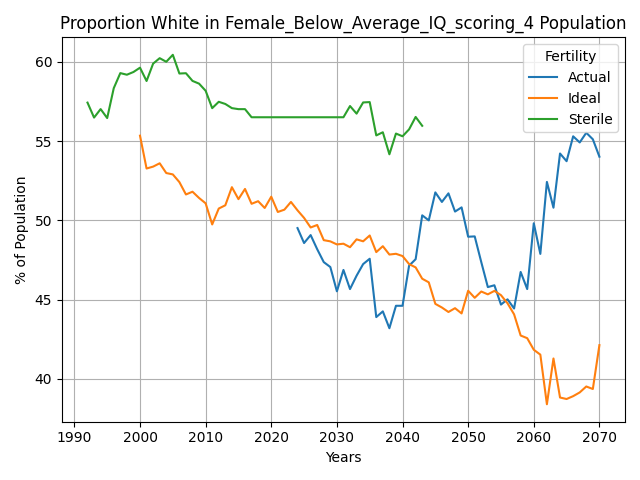 Proportion White in Female_Below_Average_IQ_scoring_4 Population
Fertility
Actual
Ideal
Sterile
% of Population
60
55
50
45
40
1990
2000
2010
2020
2030
2040
2050
2060
2070
Years